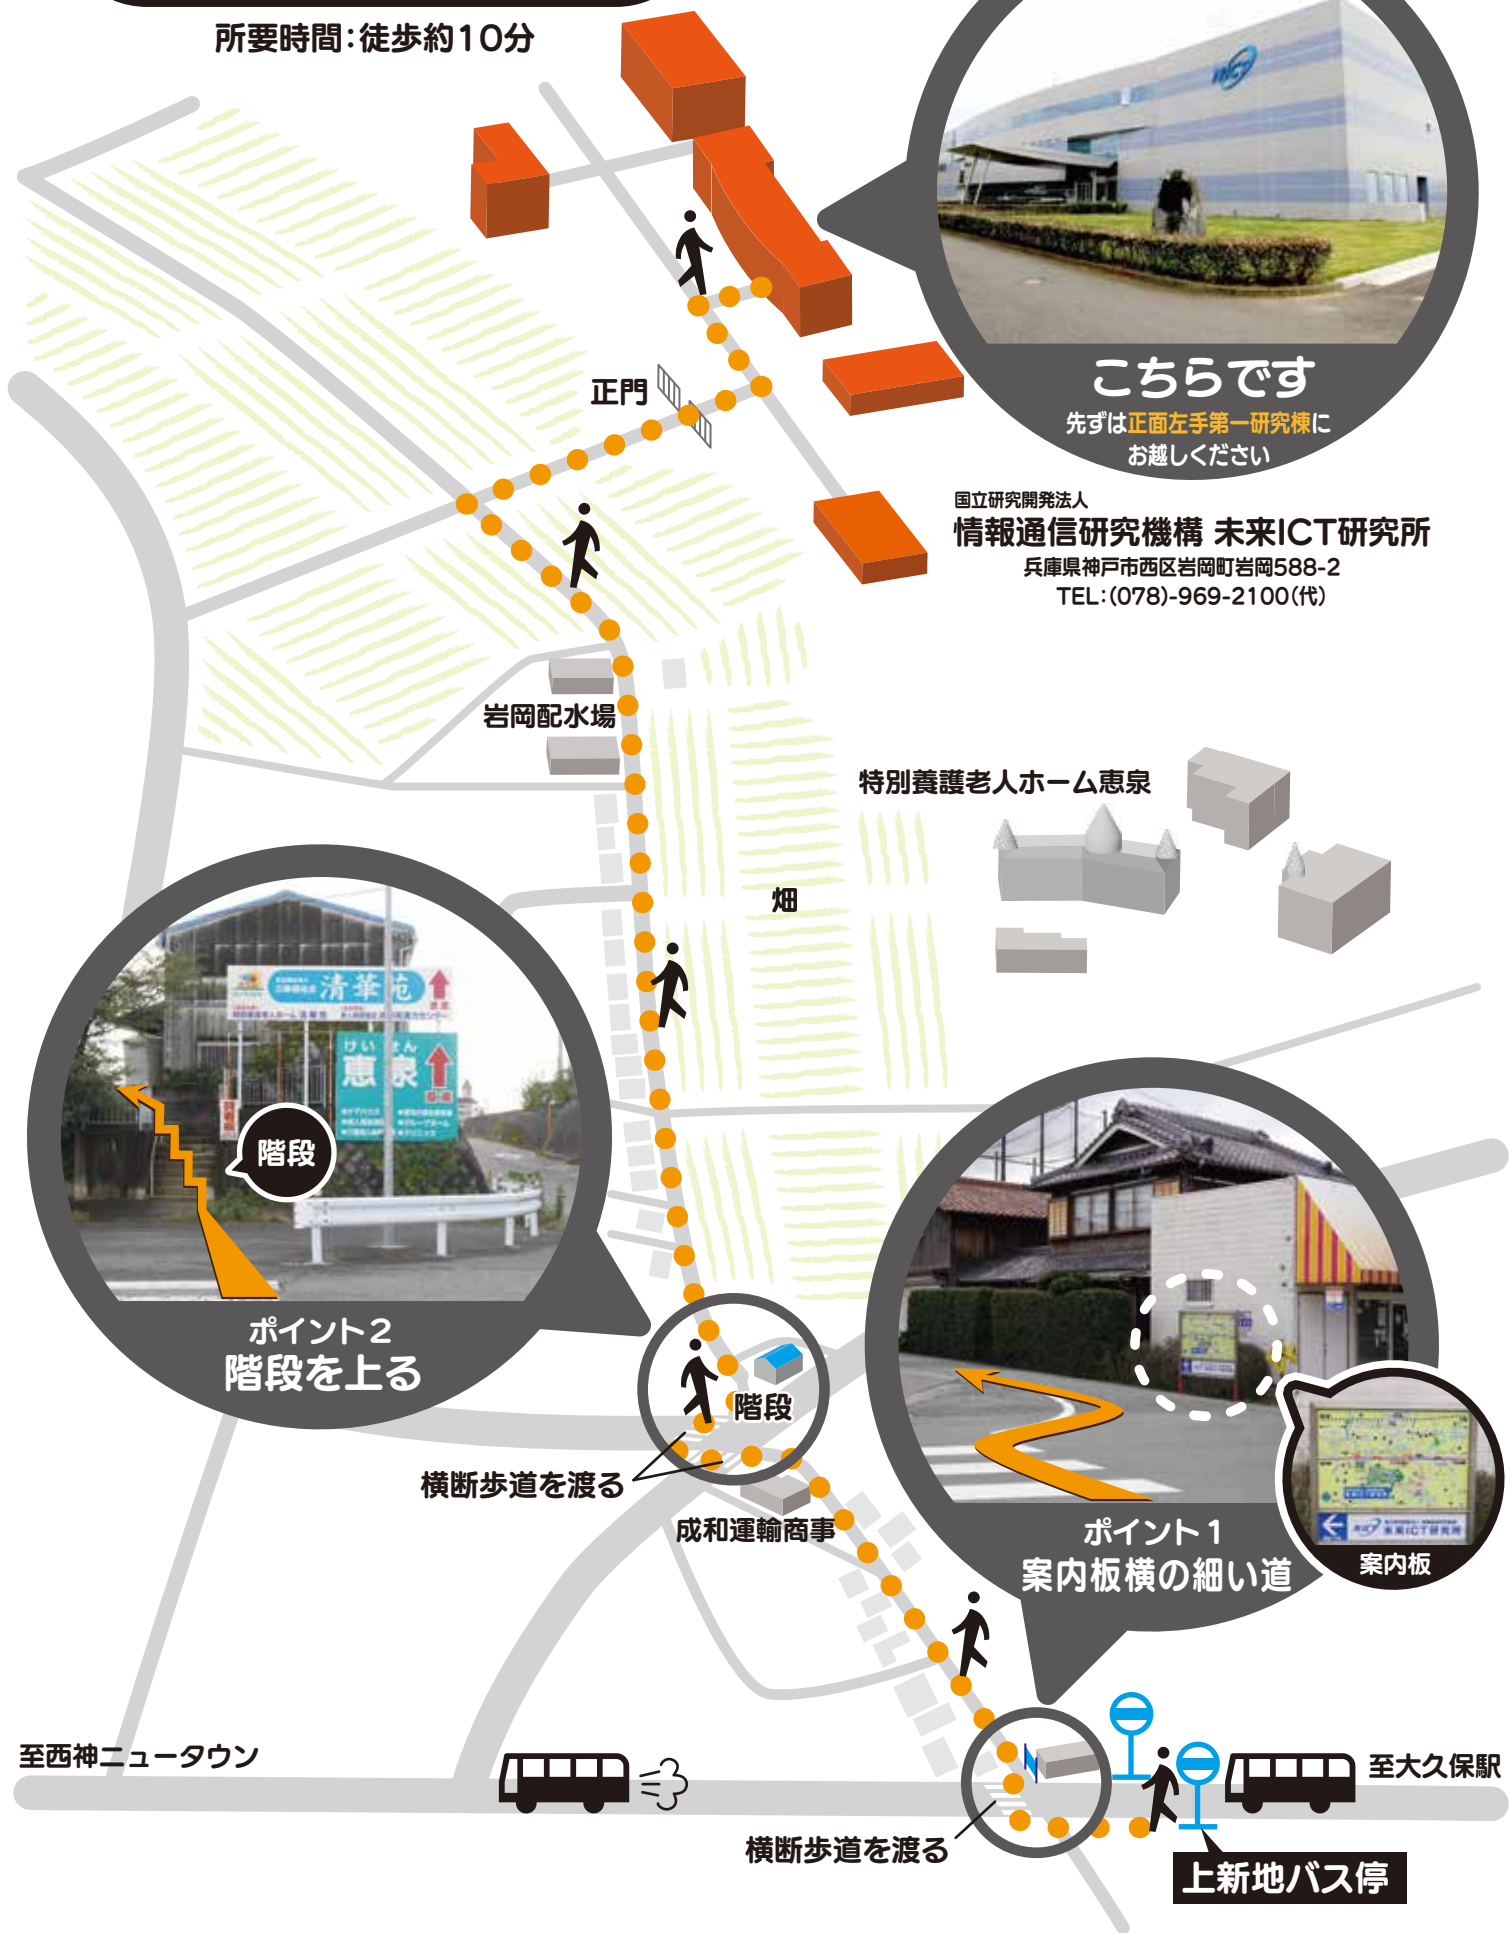 所要時間:徒歩約10分
NICT
こちらです
先ずは正面左手第一研究棟に
お越しください
正門
国立研究開発法人
情報通信研究機構 未来ICT研究所
兵庫県神戸市西区岩岡町岩岡588-2
TEL:(078)-969-2100(代)
岩岡配水場
特別養護老人ホーム恵泉
畑
清華苑
けいせん
恵泉
階段
ポイント2
階段を上る
階段
横断歩道を渡る
成和運輸商事
ポイント1
案内板横の細い道
未来ICT研究所
案内板
至西神ニュータウン
至大久保駅
横断歩道を渡る
上新地バス停